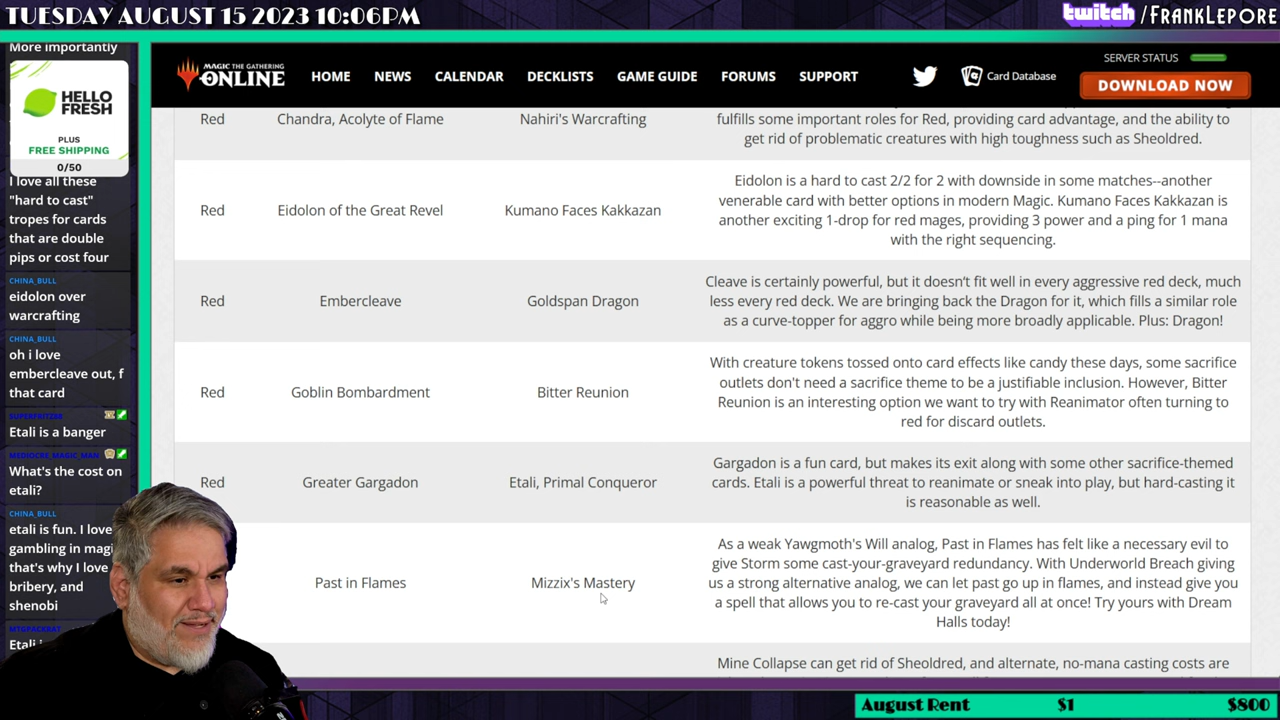 TUESDAY AUGUST 15 2023 10:06PM
twitch /FRANKLEPORE
More importantly
HELLO
FRESH
PLUS
FREE SHIPPING
0/50
I love all these
"hard to cast"
tropes for cards
that are double
pips or cost four
CHINA_BULL
eidolon over
warcrafting
CHINA_BULL
oh i love
embercleave out, f
that card
Etali is a banger
MEDIOCRE_MAGIC_MAN
What's the cost on
etali?
CHINA_BULL
etali is fun. I love
gambling in magi
that's why I love
bribery, and
shenobi
MTGPACKRAT
Etali
MAGIC THE GATHERING
ONLINE
HOME
NEWS
CALENDAR
DECKLISTS
GAME GUIDE
FORUMS
SUPPORT
Card Database
SERVER STATUS
DOWNLOAD NOW
Red
Chandra, Acolyte of Flame
Nahiri's Warcrafting
fulfills some important roles for Red, providing card advantage, and the ability to
get rid of problematic creatures with high toughness such as Sheoldred.
Red
Eidolon of the Great Revel
Kumano Faces Kakkazan
Eidolon is a hard to cast 2/2 for 2 with downside in some matches--another
venerable card with better options in modern Magic. Kumano Faces Kakkazan is
another exciting 1-drop for red mages, providing 3 power and a ping for 1 mana
with the right sequencing.
Red
Embercleave
Goldspan Dragon
Cleave is certainly powerful, but it doesn't fit well in every aggressive red deck, much
less every red deck. We are bringing back the Dragon for it, which fills a similar role
as a curve-topper for aggro while being more broadly applicable. Plus: Dragon!
Red
Goblin Bombardment
Bitter Reunion
With creature tokens tossed onto card effects like candy these days, some sacrifice
outlets don't need a sacrifice theme to be a justifiable inclusion. However, Bitter
Reunion is an interesting option we want to try with Reanimator often turning to
red for discard outlets.
Red
Greater Gargadon
Etali, Primal Conqueror
Gargadon is a fun card, but makes its exit along with some other sacrifice-themed
cards. Etali is a powerful threat to reanimate or sneak into play, but hard-casting it
is reasonable as well.
Past in Flames
Mizzix's Mastery
As a weak Yawgmoth's Will analog, Past in Flames has felt like a necessary evil to
give Storm some cast-your-graveyard redundancy. With Underworld Breach giving
us a strong alternative analog, we can let past go up in flames, and instead give you
a spell that allows you to re-cast your graveyard all at once! Try yours with Dream
Halls today!
Mine Collapse can get rid of Sheoldred, and alternate, no-mana casting costs are
August Rent $1 $800